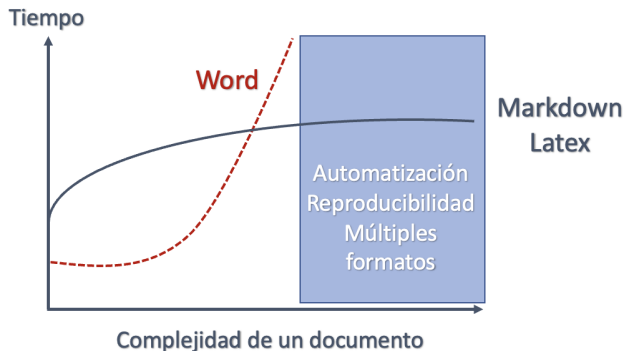 Tiempo
Word
Markdown
Latex
Automatización
Reproducibilidad
Múltiples
formatos
Complejidad de un documento